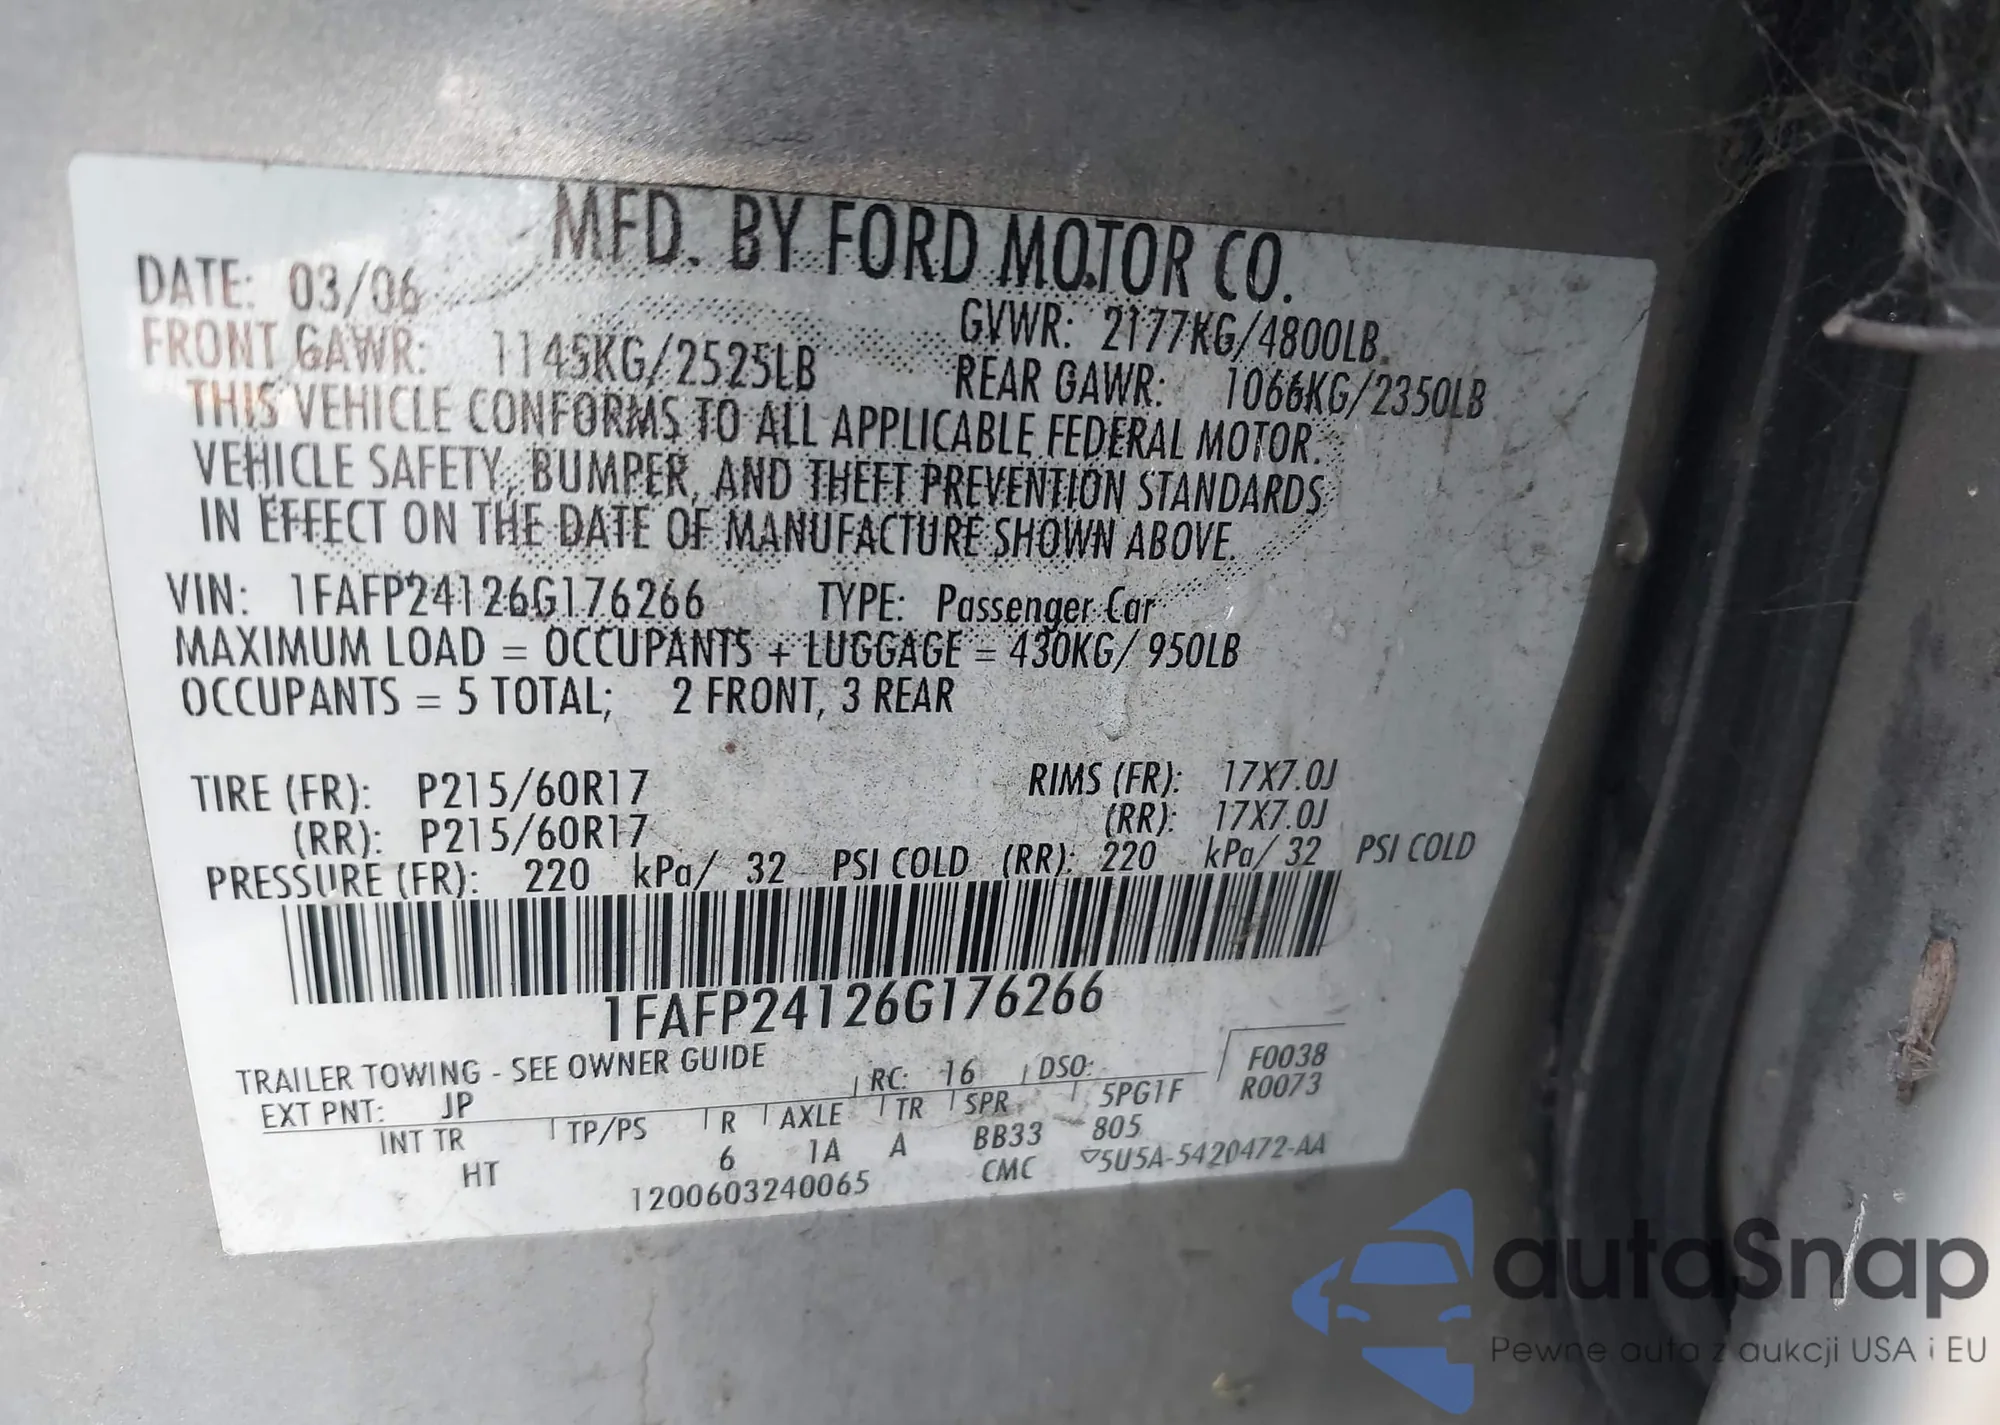 MFD. BY FORD MOTOR CO.
DATE: 03/06 GVWR: 2177KG/4800LB
FRONT GAWR: 1145KG/2525LB REAR GAWR: 1066KG/2350LB
THIS VEHICLE CONFORMS TO ALL APPLICABLE FEDERAL MOTOR
VEHICLE SAFETY, BUMPER, AND THEFT PREVENTION STANDARDS
IN EFFECT ON THE DATE OF MANUFACTURE SHOWN ABOVE.
VIN: 1FAFP24126G176266 TYPE: Passenger Car
MAXIMUM LOAD = OCCUPANTS + LUGGAGE = 430KG/ 950LB
OCCUPANTS = 5 TOTAL; 2 FRONT, 3 REAR
TIRE (FR): P215/60R17 RIMS (FR): 17X7.0J
(RR): P215/60R17 (RR): 17X7.0J
PRESSURE (FR): 220 kPa/ 32 PSI COLD (RR): 220 kPa/ 32 PSI COLD
1FAFP24126G176266
TRAILER TOWING - SEE OWNER GUIDE
EXT PNT: JP RC: 16 DSO: F0038
INT TR TP/PS R AXLE TR SPR 5PG1F R0073
HT 6 1A A BB33 805
1200603240065 CMC ▽5U5A-5420472-AA
autaSnap
Pewne auta z aukcji USA i EU